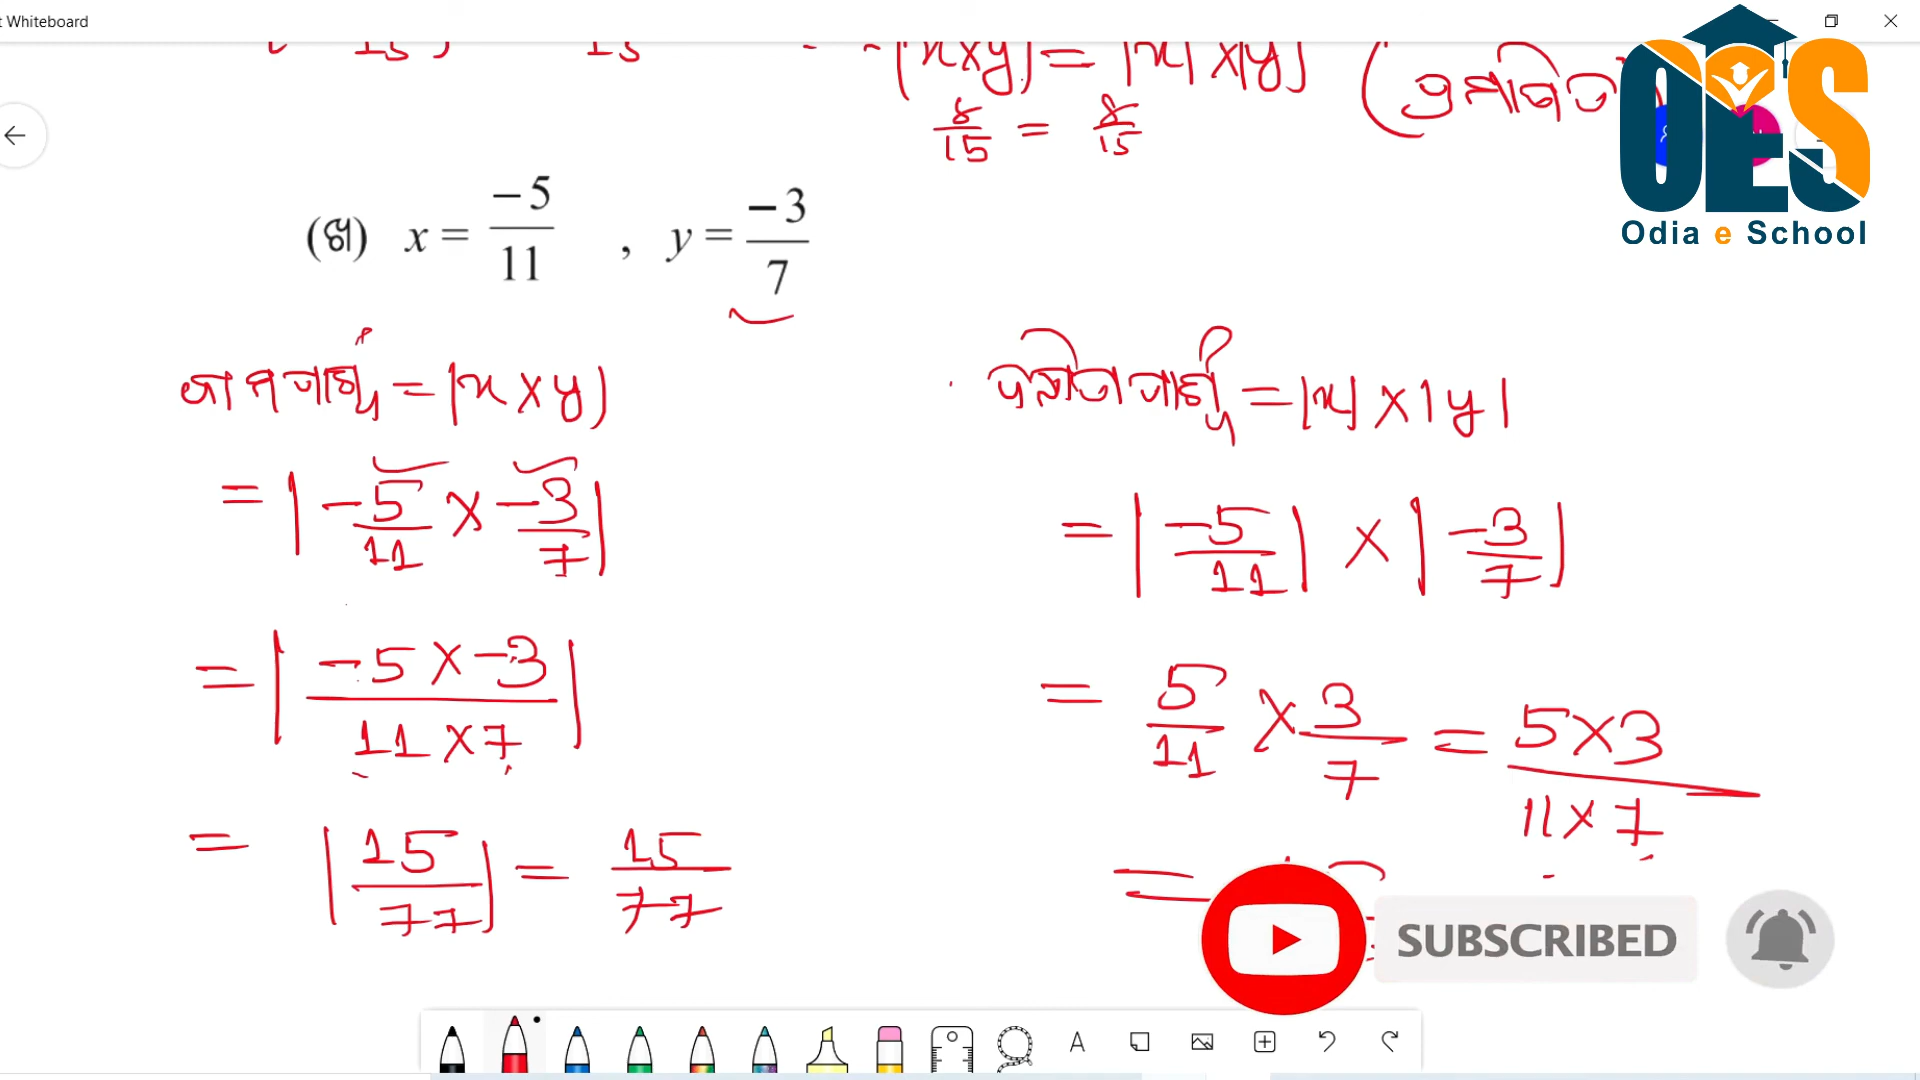 t Whiteboard
|x×y| = |x| × |y| (ପ୍ରମାଣିତ)
8/15 = 8/15
OES
Odia e School
(ଖ) x = -5/11 , y = -3/7
ବାମପାର୍ଶ୍ୱ = |x × y|
ଦକ୍ଷିଣପାର୍ଶ୍ୱ = |x| × |y|
= |-5/11 × -3/7|
= |-5/11| × |-3/7|
= |-5 × -3 / 11 × 7|
= 5/11 × 3/7 = 5×3 / 11×7
= |15/77| = 15/77
=
SUBSCRIBED
A